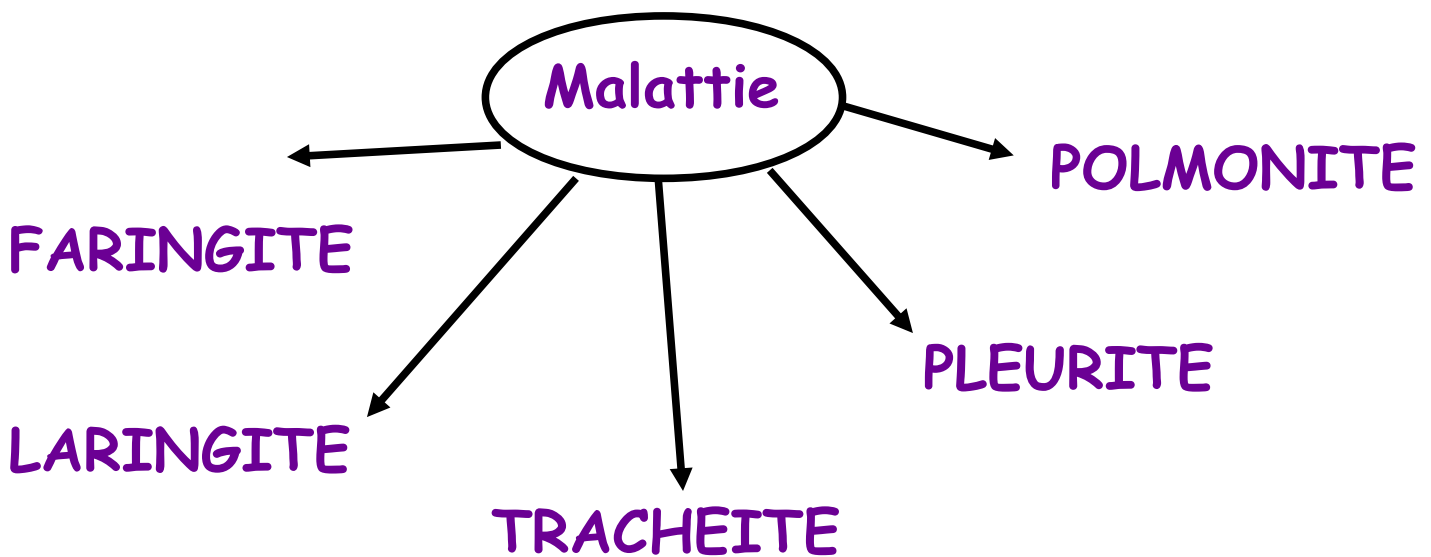 Malattie
POLMONITE
FARINGITE
PLEURITE
LARINGITE
TRACHEITE